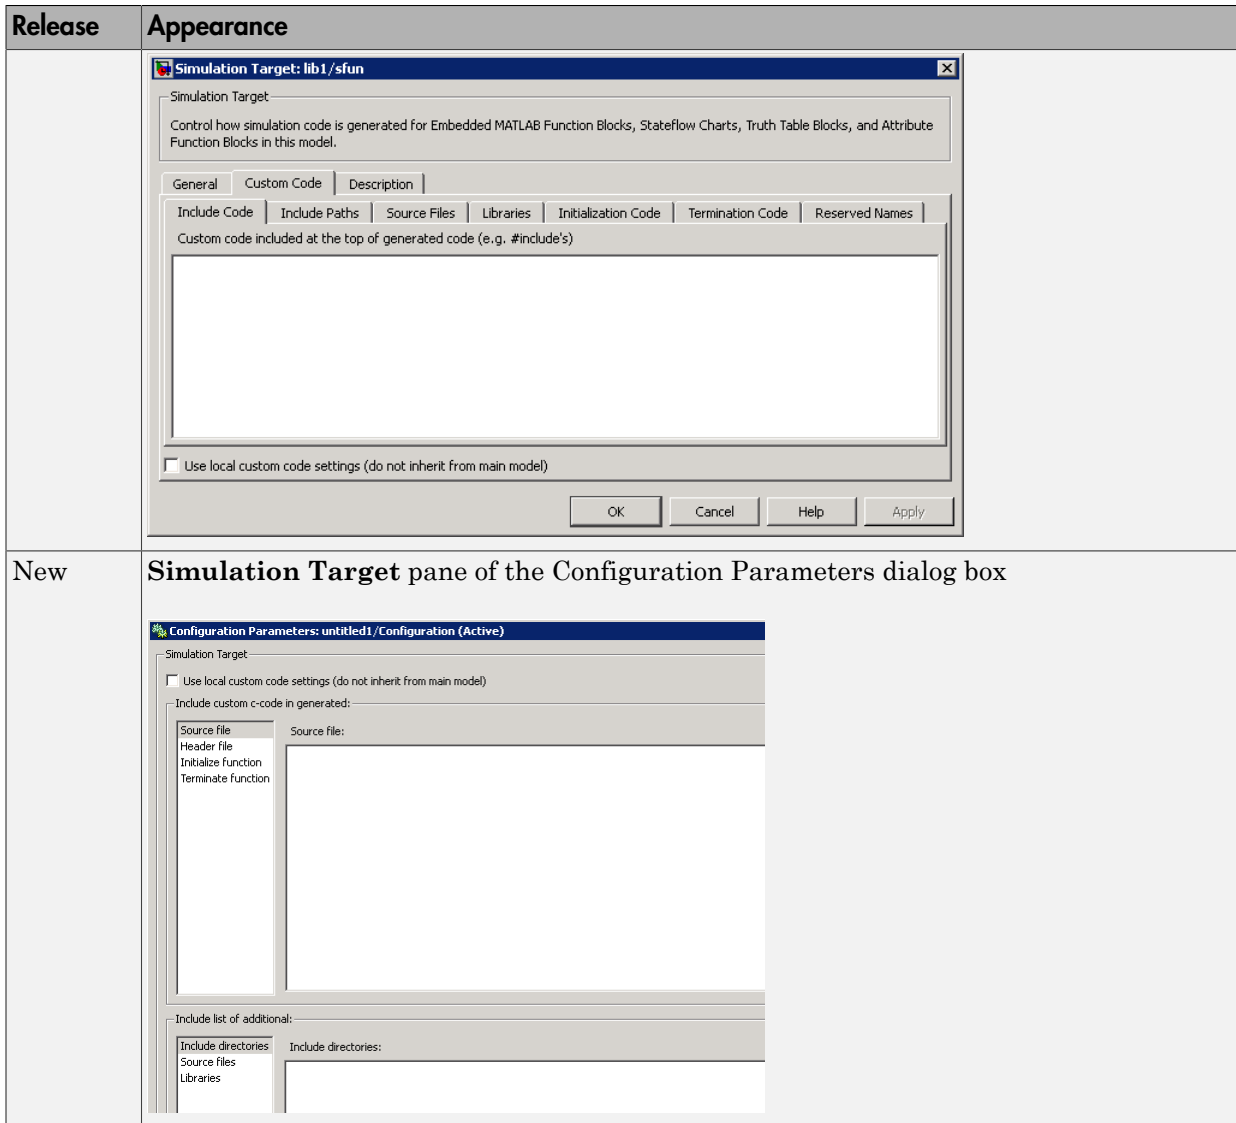 Release Appearance
Simulation Target: lib1/sfun
Simulation Target
Control how simulation code is generated for Embedded MATLAB Function Blocks, Stateflow Charts, Truth Table Blocks, and Attribute
Function Blocks in this model.
General Custom Code Description
Include Code Include Paths Source Files Libraries Initialization Code Termination Code Reserved Names
Custom code included at the top of generated code (e.g. #include's)
Use local custom code settings (do not inherit from main model)
OK Cancel Help Apply
New Simulation Target pane of the Configuration Parameters dialog box
Configuration Parameters: untitled1/Configuration (Active)
Simulation Target
Use local custom code settings (do not inherit from main model)
Include custom c-code in generated:
Source file Source file:
Header file
Initialize function
Terminate function
Include list of additional:
Include directories Include directories:
Source files
Libraries